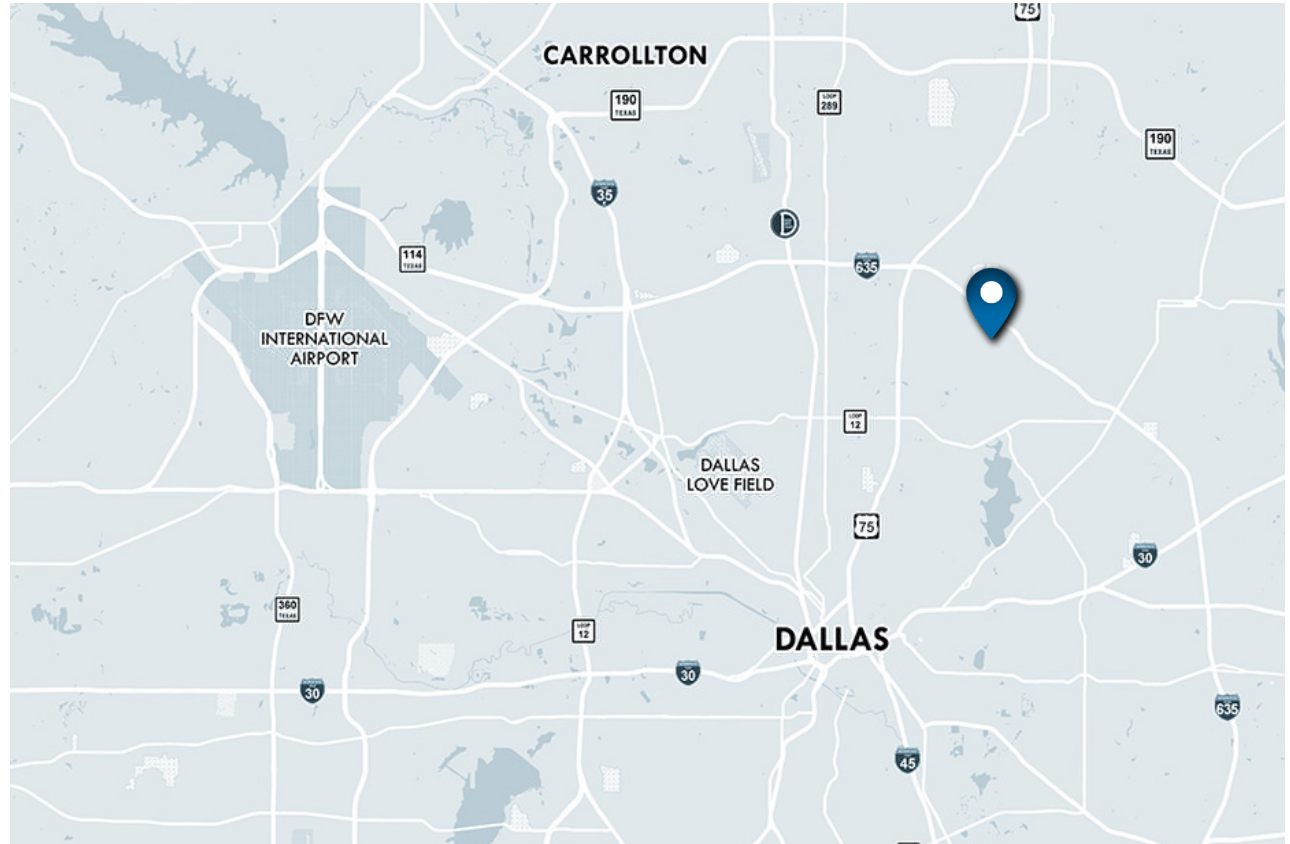 75
CARROLLTON
190
TEXAS
LOOP
289
190
TEXAS
35
D
114
TEXAS
635
DFW
INTERNATIONAL
AIRPORT
LOOP
12
DALLAS
LOVE FIELD
75
30
360
TEXAS
LOOP
12
DALLAS
30
30
635
45